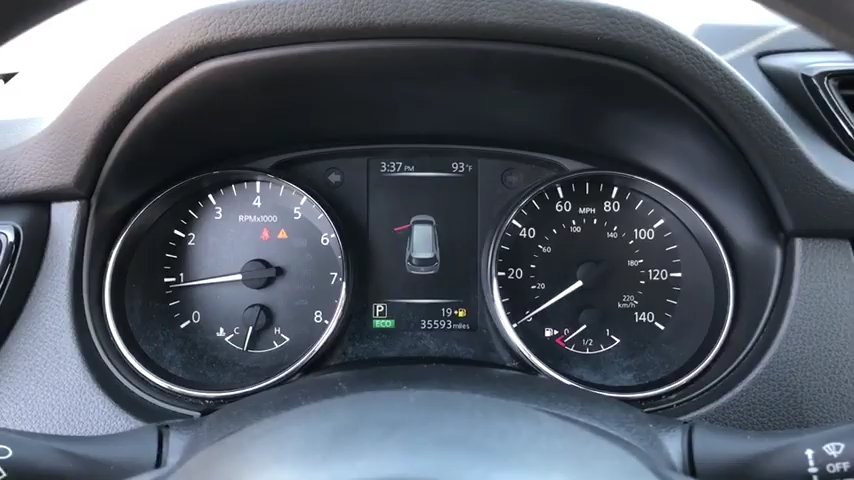 3:37 PM 93°F
RPMx1000
0 1 2 3 4 5 6 7 8
C H
P
ECO
19
35593 miles
MPH
20 40 60 80 100 120 140
20 60 100 140 180 220
km/h
0 1/2 1
OFF